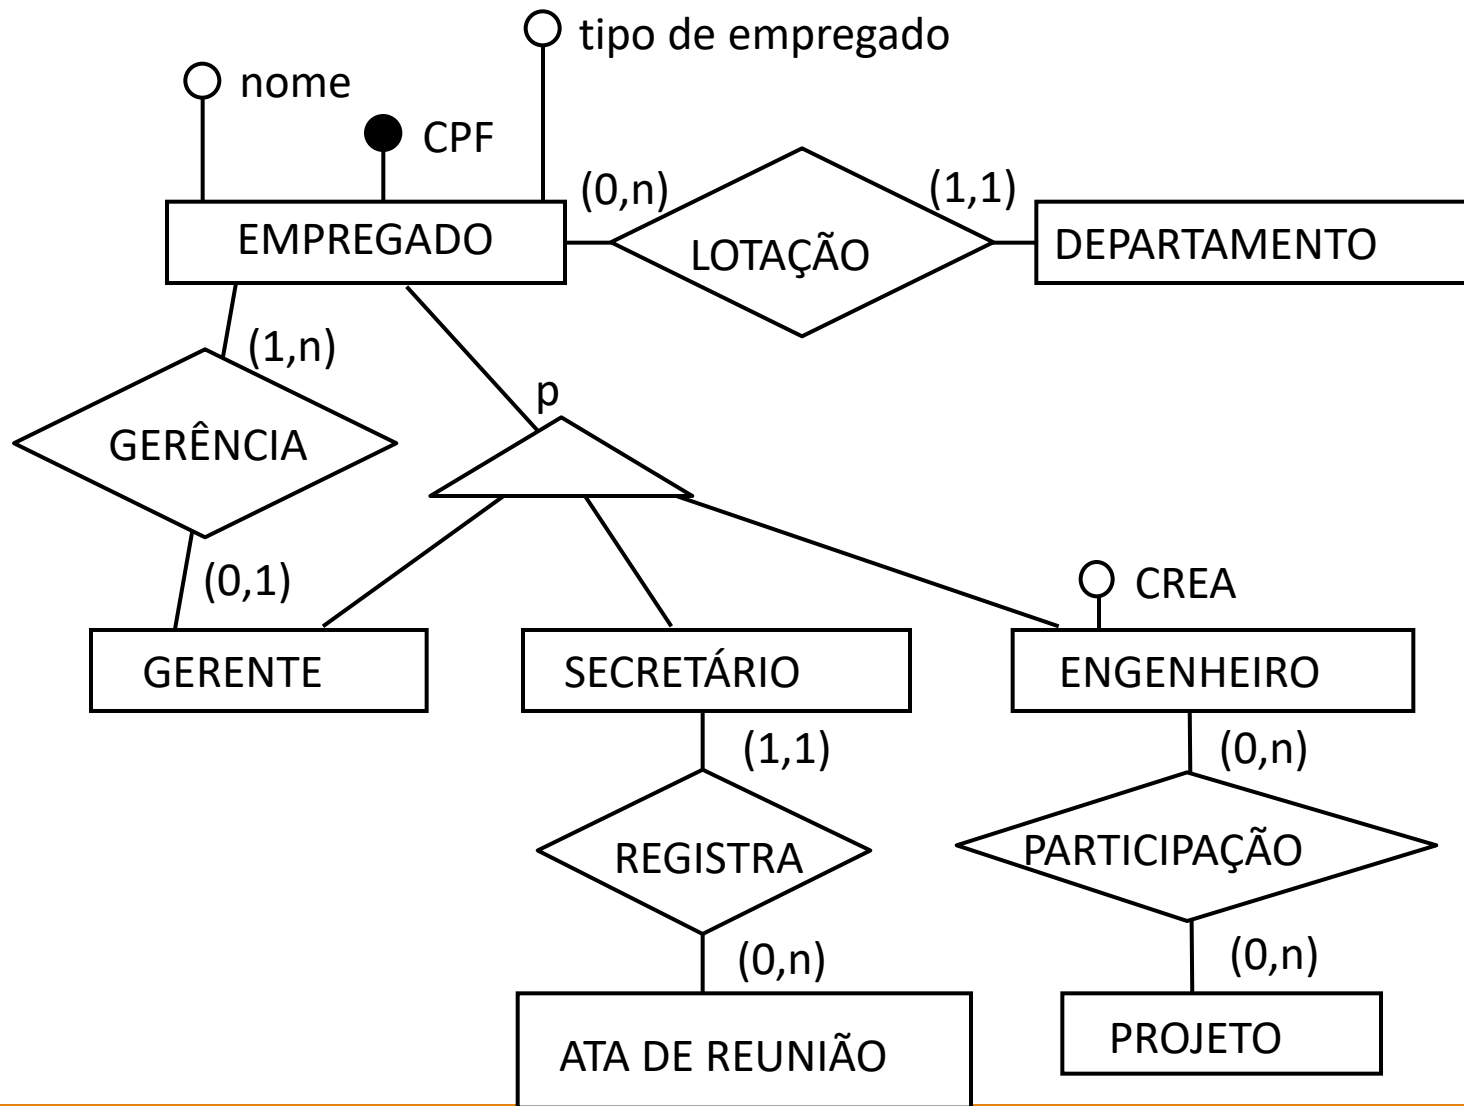 tipo de empregado
nome
CPF
(0,n)
(1,1)
EMPREGADO
LOTAÇÃO
DEPARTAMENTO
(1,n)
p
GERÊNCIA
(0,1)
CREA
GERENTE
SECRETÁRIO
ENGENHEIRO
(1,1)
(0,n)
REGISTRA
PARTICIPAÇÃO
(0,n)
(0,n)
ATA DE REUNIÃO
PROJETO